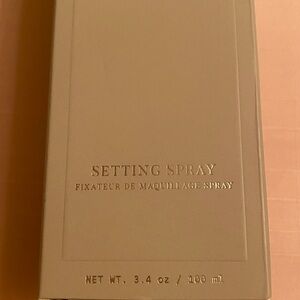 SETTING SPRAY
FIXATEUR DE MAQUILLAGE SPRAY
NET WT. 3.4 oz / 100 ml